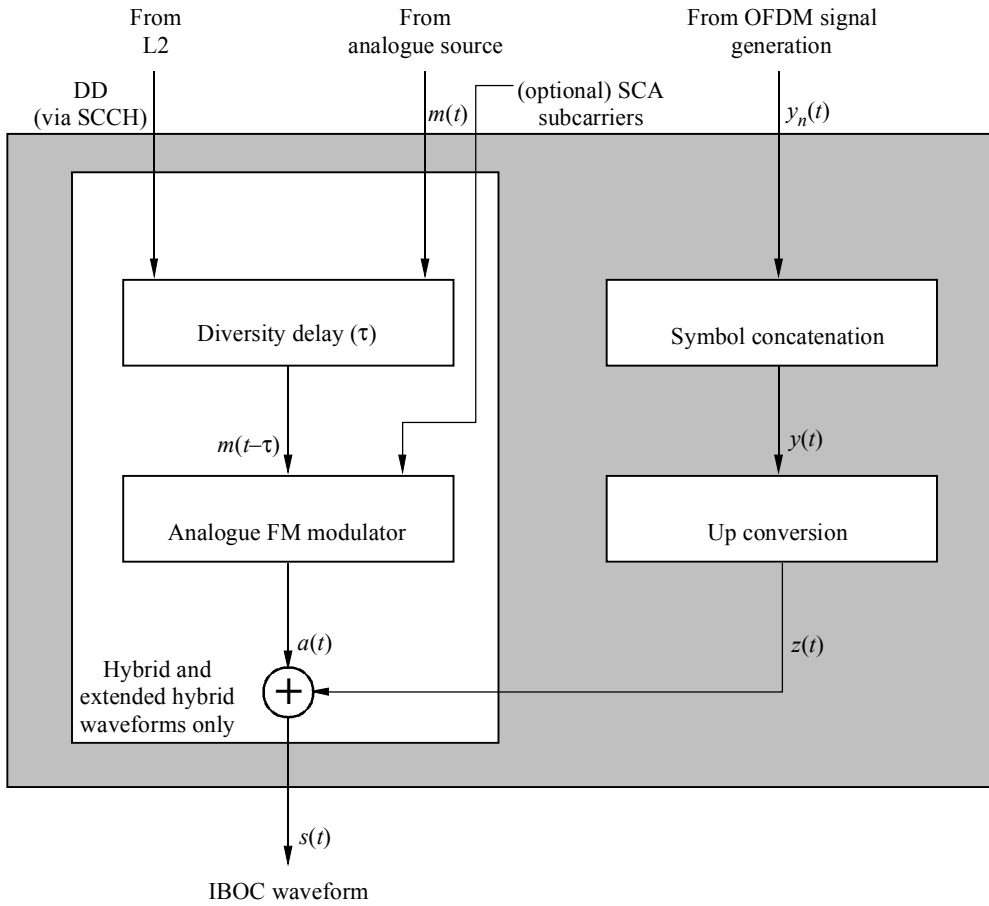 From
L2
From
analogue source
From OFDM signal
generation
DD
(via SCCH)
m(t)
(optional) SCA
subcarriers
yn(t)
Diversity delay (τ)
Symbol concatenation
m(t–τ)
y(t)
Analogue FM modulator
Up conversion
a(t)
z(t)
Hybrid and
extended hybrid
waveforms only
+
s(t)
IBOC waveform